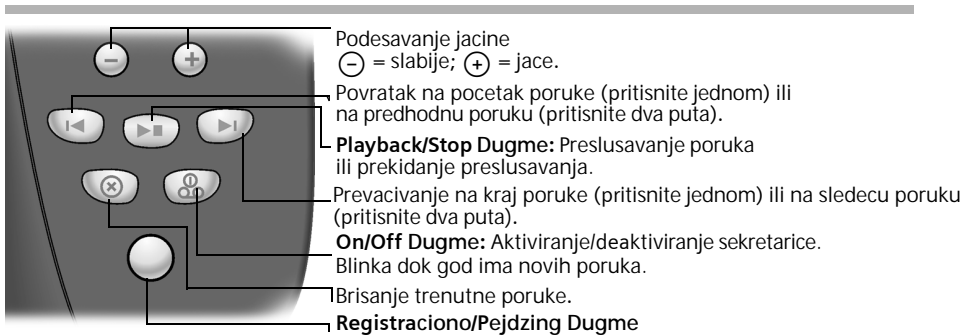 Podesavanje jacine
(−) = slabije; (+) = jace.
Povratak na pocetak poruke (pritisnite jednom) ili
na predhodnu poruku (pritisnite dva puta).
Playback/Stop Dugme: Preslusavanje poruka
ili prekidanje preslusavanja.
Prevacivanje na kraj poruke (pritisnite jednom) ili na sledecu poruku
(pritisnite dva puta).
On/Off Dugme: Aktiviranje/deaktiviranje sekretarice.
Blinka dok god ima novih poruka.
Brisanje trenutne poruke.
Registraciono/Pejdzing Dugme